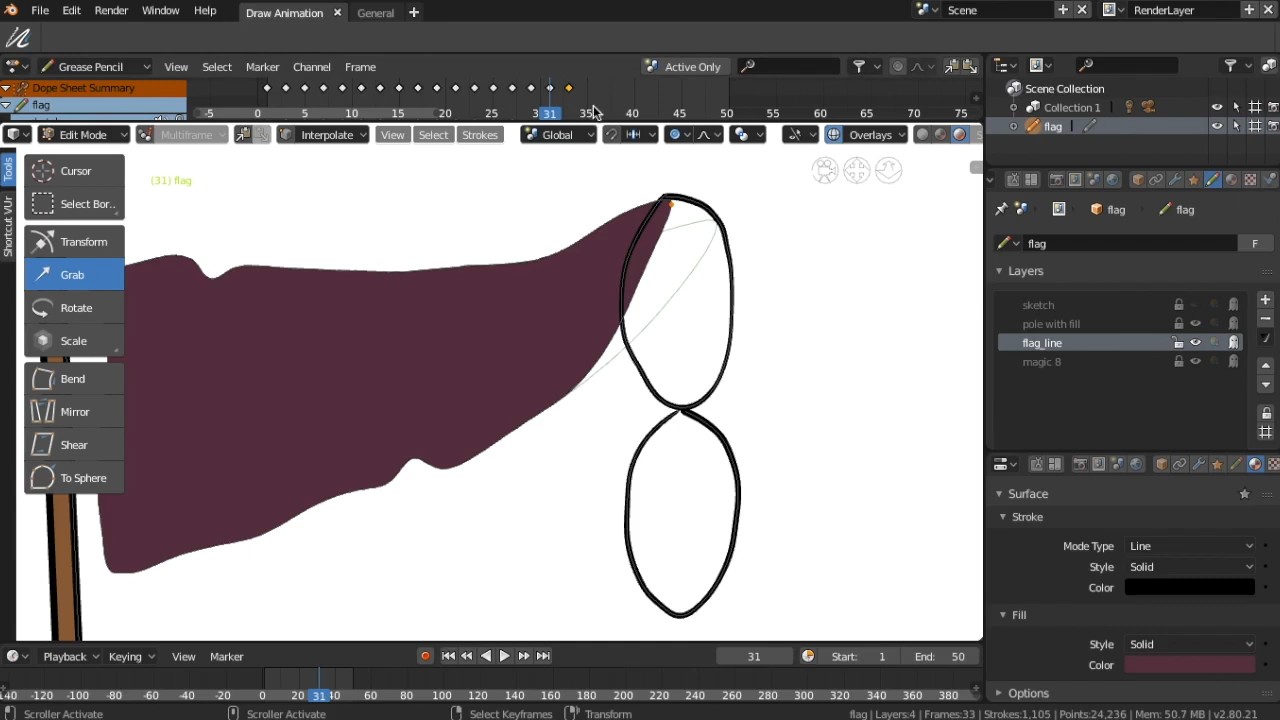 File Edit Render Window Help Draw Animation General Scene RenderLayer
Grease Pencil View Select Marker Channel Frame Active Only
Dope Sheet Summary
flag
-5 0 5 10 15 20 25 3 31 35 40 45 50 55 60 65 70 75
Edit Mode Multiframe Interpolate View Select Strokes Global Overlays
Scene Collection
Collection 1
flag
Tools
Shortcut VUr
(31) flag
Cursor
Select Bor..
Transform
Grab
Rotate
Scale
Bend
Mirror
Shear
To Sphere
flag flag
flag F
Layers
sketch
pole with fill
flag_line
magic 8
Surface
Stroke
Mode Type Line
Style Solid
Color
Fill
Style Solid
Color
Options
Playback Keying View Marker 31 Start: 1 End: 50
140 -120 -100 -80 -60 -40 -20 0 20 31 40 60 80 100 120 140 160 180 200 220 240 260 280 300 320 340 360 380
Scroller Activate Scroller Activate Select Keyframes Transform flag | Layers:4 | Frames:33 | Strokes:1,105 | Points:24,236 | Mem: 50.7 MB | v2.80.21